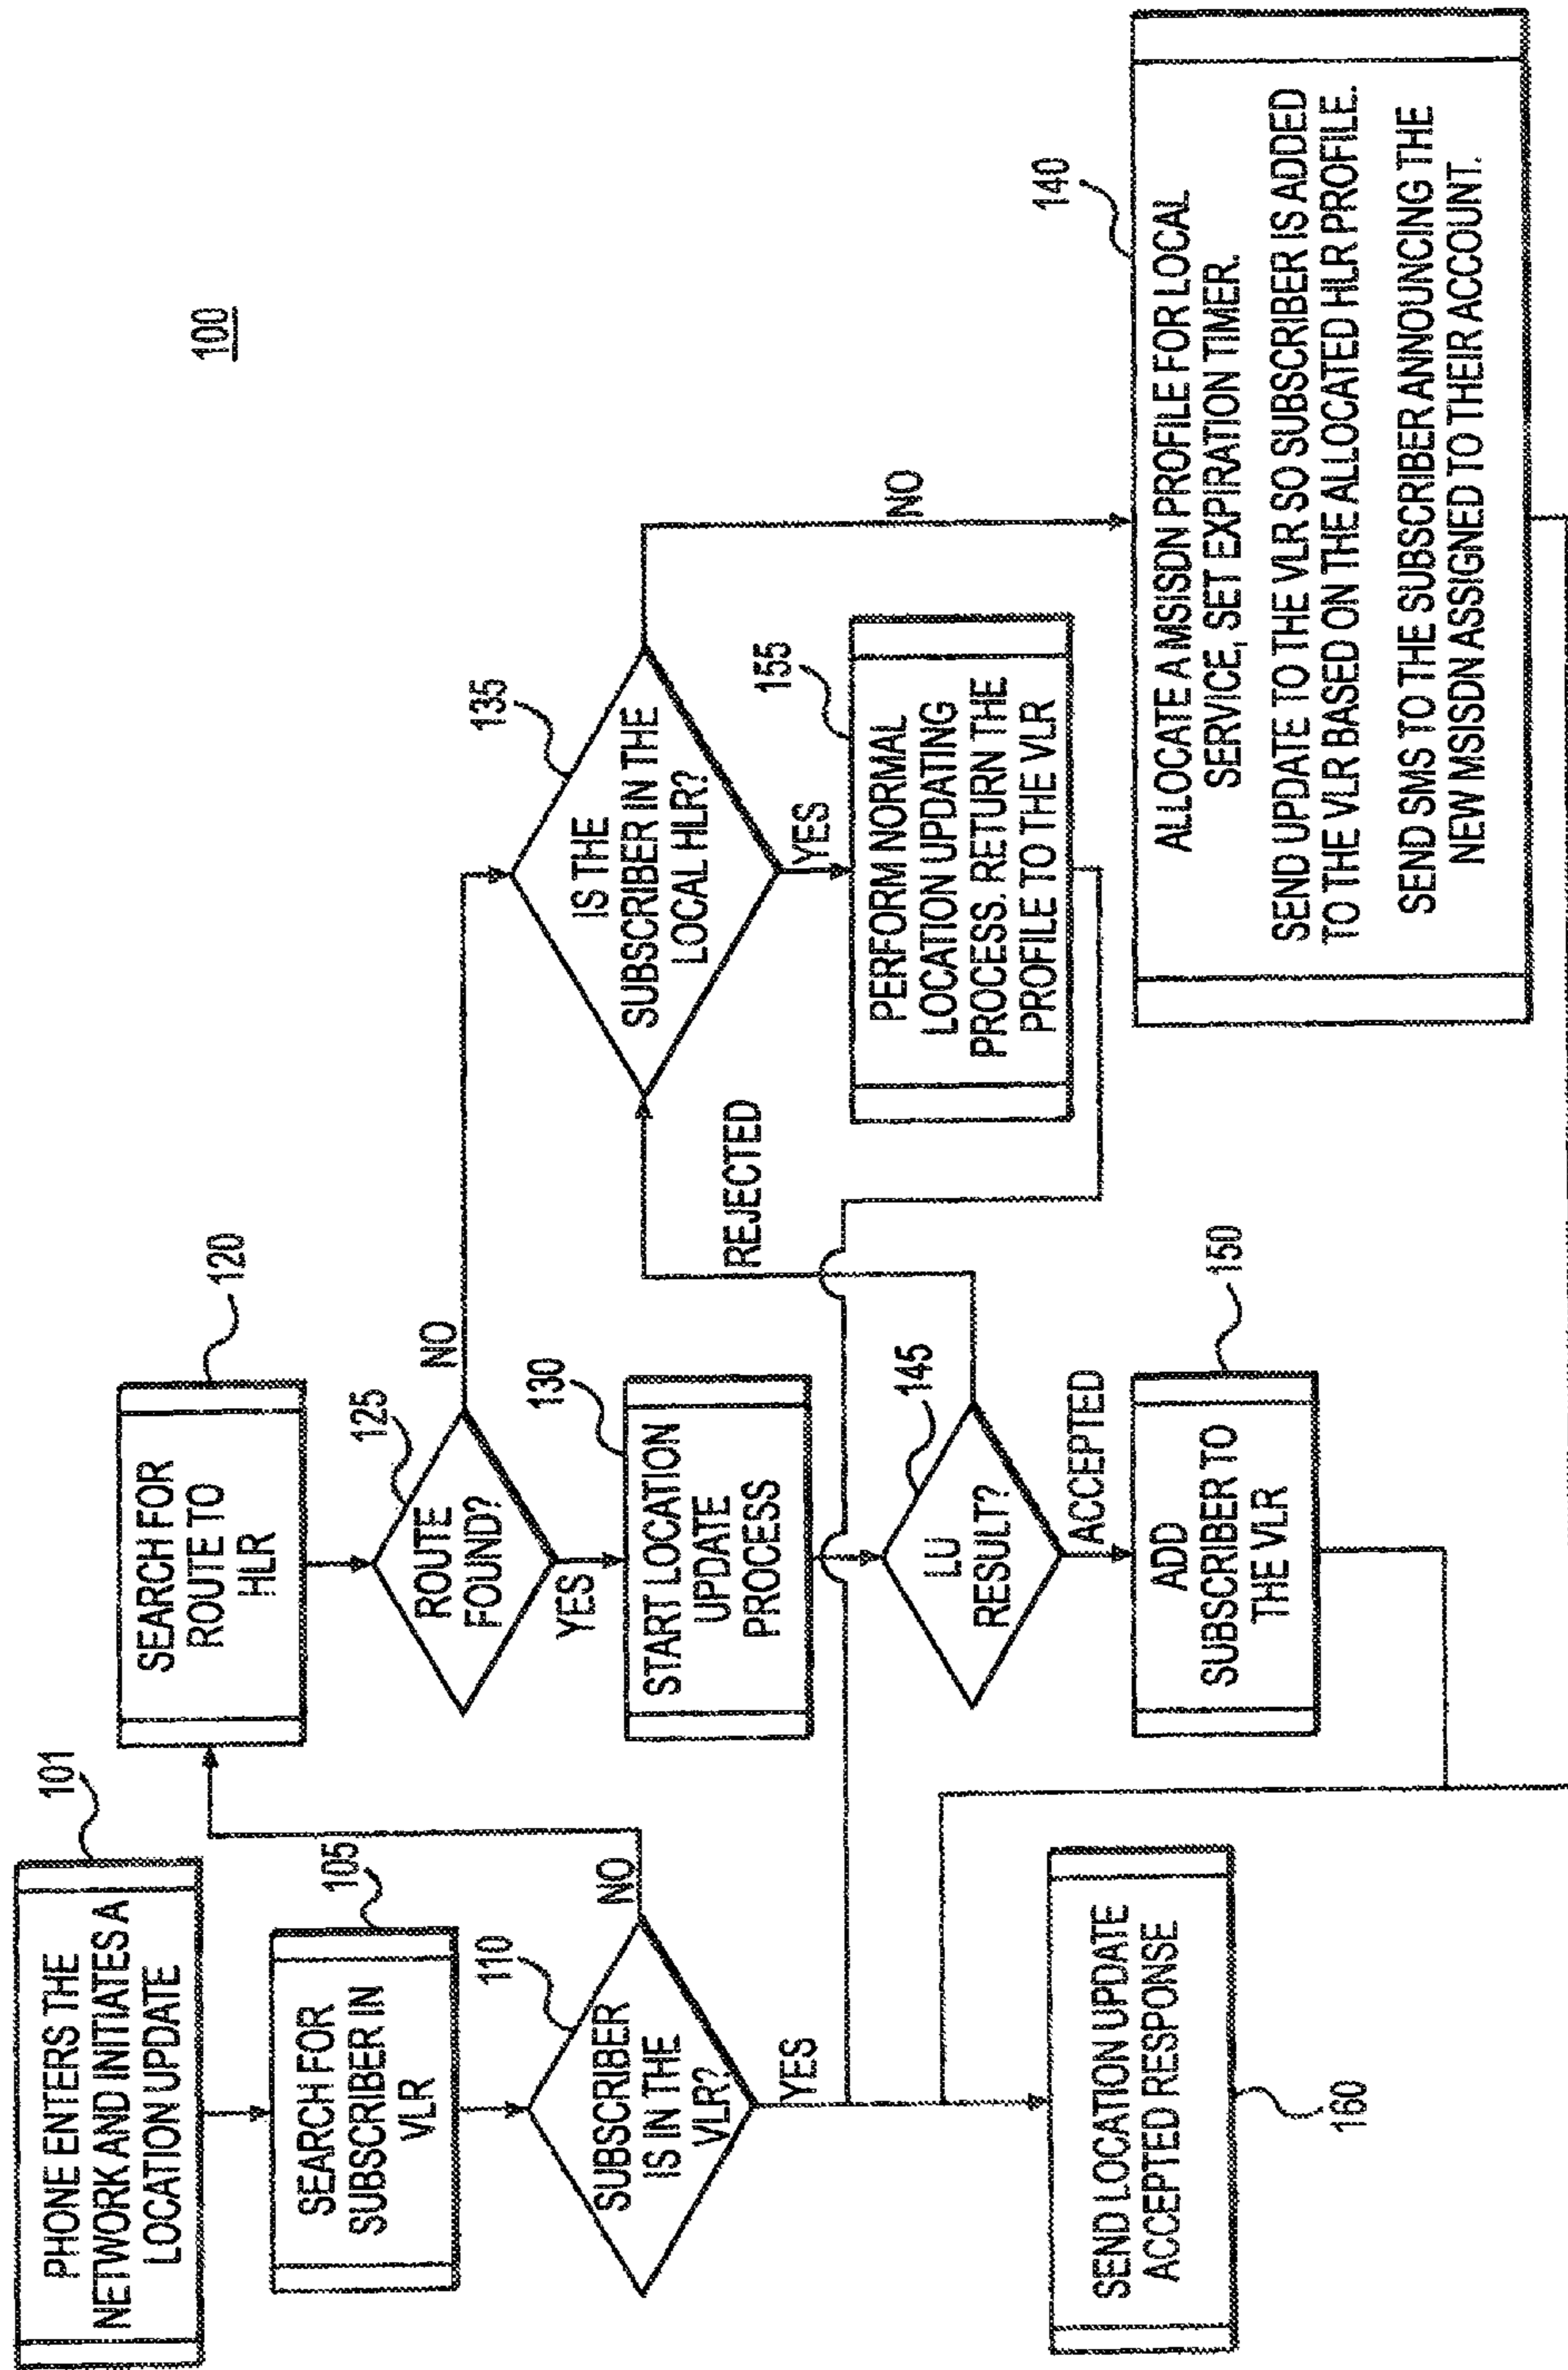 100
101
PHONE ENTERS THE
NETWORK AND INITIATES A
LOCATION UPDATE
105
SEARCH FOR
SUBSCRIBER IN
VLR
110
SUBSCRIBER
IS IN THE
VLR?
NO
YES
SEND LOCATION UPDATE
ACCEPTED RESPONSE
160
120
SEARCH FOR
ROUTE TO
HLR
125
ROUTE
FOUND?
NO
YES
130
START LOCATION
UPDATE
PROCESS
145
LU
RESULT?
REJECTED
ACCEPTED
150
ADD
SUBSCRIBER TO
THE VLR
135
IS THE
SUBSCRIBER IN THE
LOCAL HLR?
NO
YES
155
PERFORM NORMAL
LOCATION UPDATING
PROCESS. RETURN THE
PROFILE TO THE VLR
140
ALLOCATE A MSISDN PROFILE FOR LOCAL
SERVICE, SET EXPIRATION TIMER.
SEND UPDATE TO THE VLR SO SUBSCRIBER IS ADDED
TO THE VLR BASED ON THE ALLOCATED HLR PROFILE.
SEND SMS TO THE SUBSCRIBER ANNOUNCING THE
NEW MSISDN ASSIGNED TO THEIR ACCOUNT.